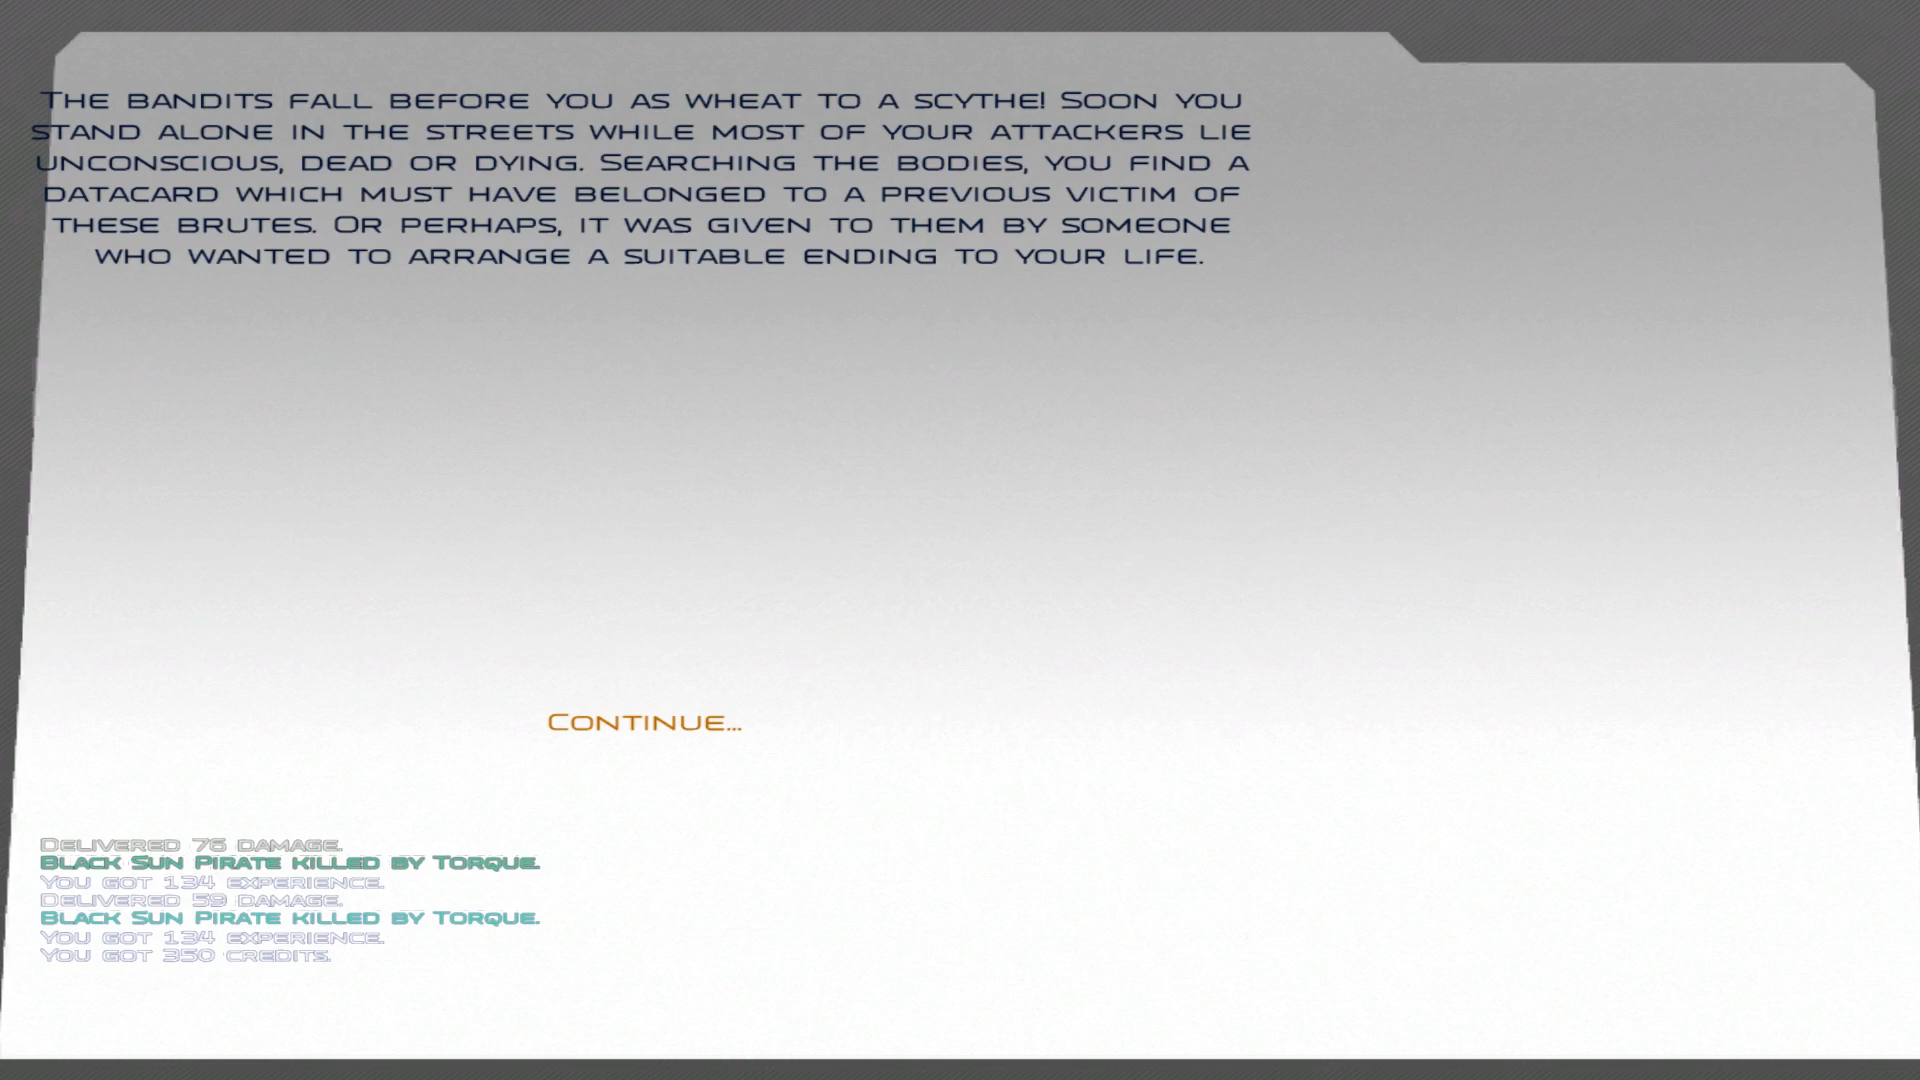 The bandits fall before you as wheat to a scythe! Soon you
stand alone in the streets while most of your attackers lie
unconscious, dead or dying. Searching the bodies, you find a
datacard which must have belonged to a previous victim of
these brutes. Or perhaps, it was given to them by someone
who wanted to arrange a suitable ending to your life.
Continue...
Delivered 76 damage.
Black Sun Pirate killed by Torque.
You got 134 experience.
Delivered 59 damage.
Black Sun Pirate killed by Torque.
You got 134 experience.
You got 350 credits.